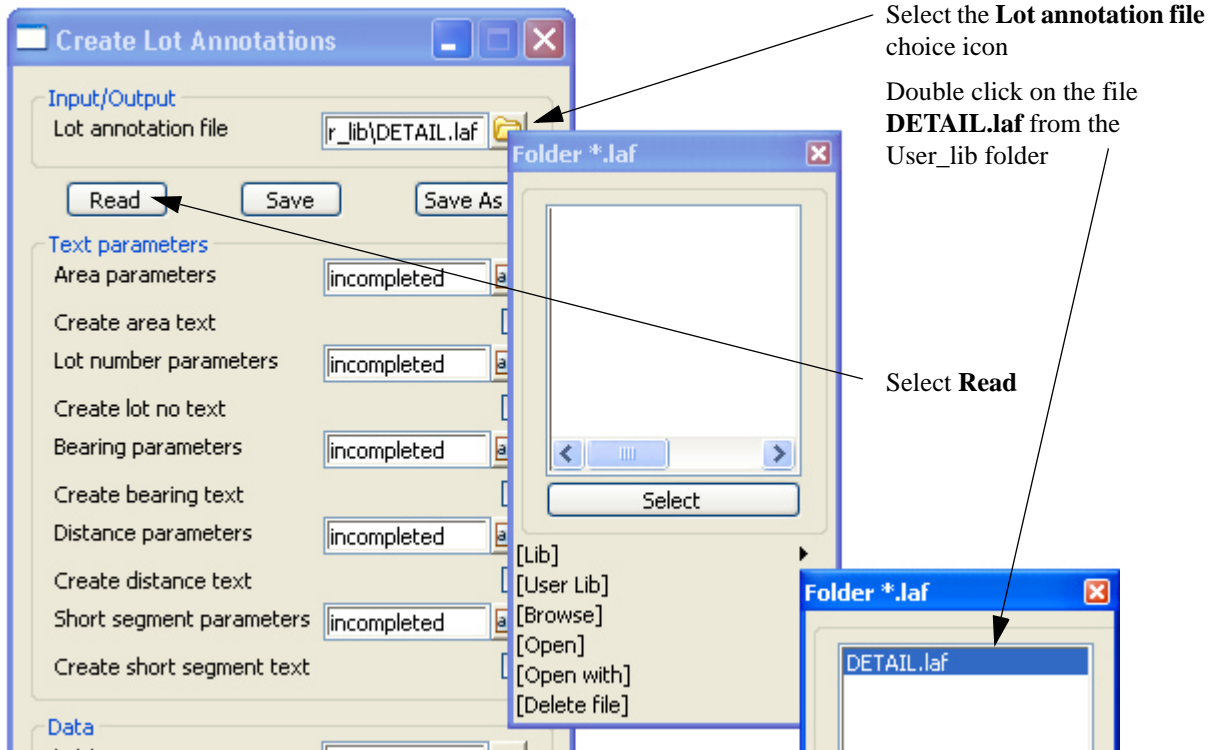 Create Lot Annotations
Input/Output
Lot annotation file
r_lib\DETAIL.laf
Read
Save
Save As
Text parameters
Area parameters
incompleted
Create area text
Lot number parameters
incompleted
Create lot no text
Bearing parameters
incompleted
Create bearing text
Distance parameters
incompleted
Create distance text
Short segment parameters
incompleted
Create short segment text
Data
Folder *.laf
Select
[Lib]
[User Lib]
[Browse]
[Open]
[Open with]
[Delete file]
Folder *.laf
DETAIL.laf
Select the Lot annotation file
choice icon
Double click on the file
DETAIL.laf from the
User_lib folder
Select Read